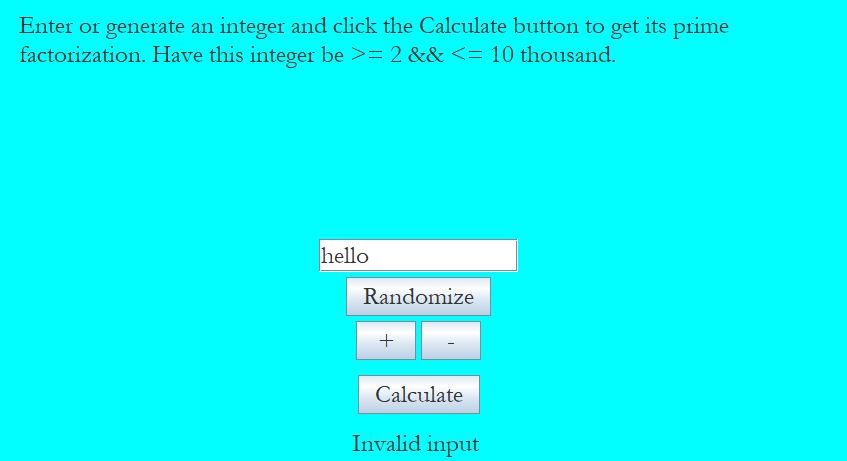 Enter or generate an integer and click the Calculate button to get its prime
factorization. Have this integer be >= 2 && <= 10 thousand.
hello
Randomize
+ -
Calculate
Invalid input